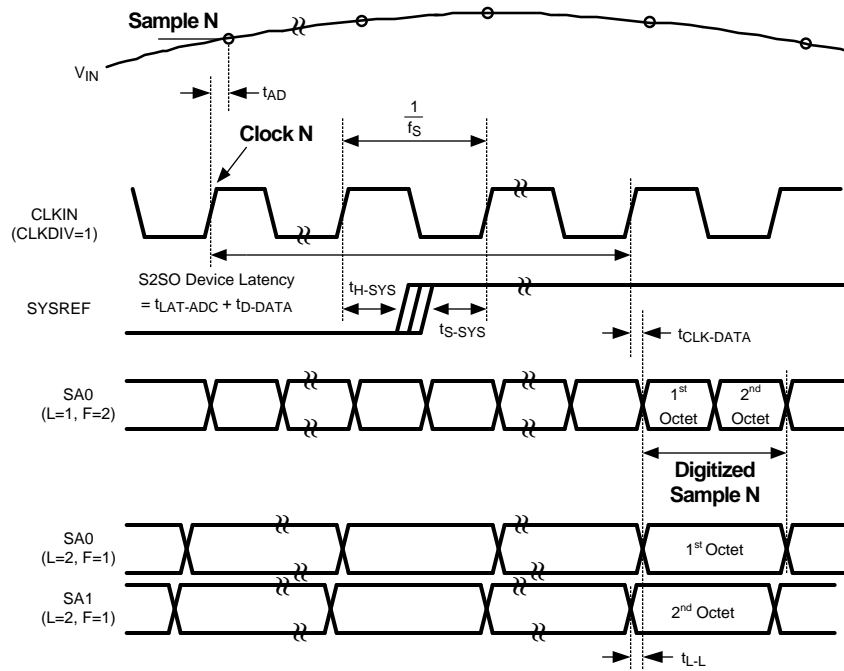 Sample N
VIN
tAD
1
fS
Clock N
CLKIN
(CLKDIV=1)
S2SO Device Latency
= tLAT-ADC + tD-DATA
tH-SYS
SYSREF
tS-SYS
tCLK-DATA
SA0
(L=1, F=2)
1st
Octet
2nd
Octet
Digitized
Sample N
SA0
(L=2, F=1)
1st Octet
SA1
(L=2, F=1)
2nd Octet
tL-L